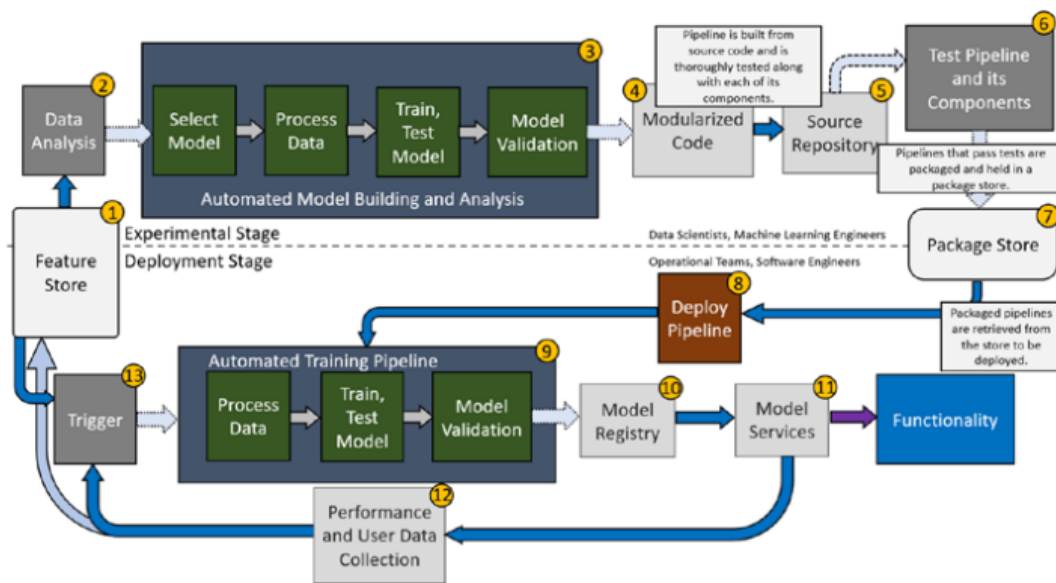 2
Data
Analysis
3
Select
Model
Process
Data
Train,
Test
Model
Model
Validation
Automated Model Building and Analysis
Pipeline is built from
source code and is
thoroughly tested along
with each of its
components.
4
Modularized
Code
5
Source
Repository
6
Test Pipeline
and its
Components
Pipelines that pass tests are
packaged and held in a
package store.
1
Feature
Store
Experimental Stage
Deployment Stage
Data Scientists, Machine Learning Engineers
Operational Teams, Software Engineers
7
Package Store
8
Deploy
Pipeline
Packaged pipelines
are retrieved from
the store to be
deployed.
13
Trigger
Automated Training Pipeline
9
Process
Data
Train,
Test
Model
Model
Validation
10
Model
Registry
11
Model
Services
Functionality
12
Performance
and User Data
Collection